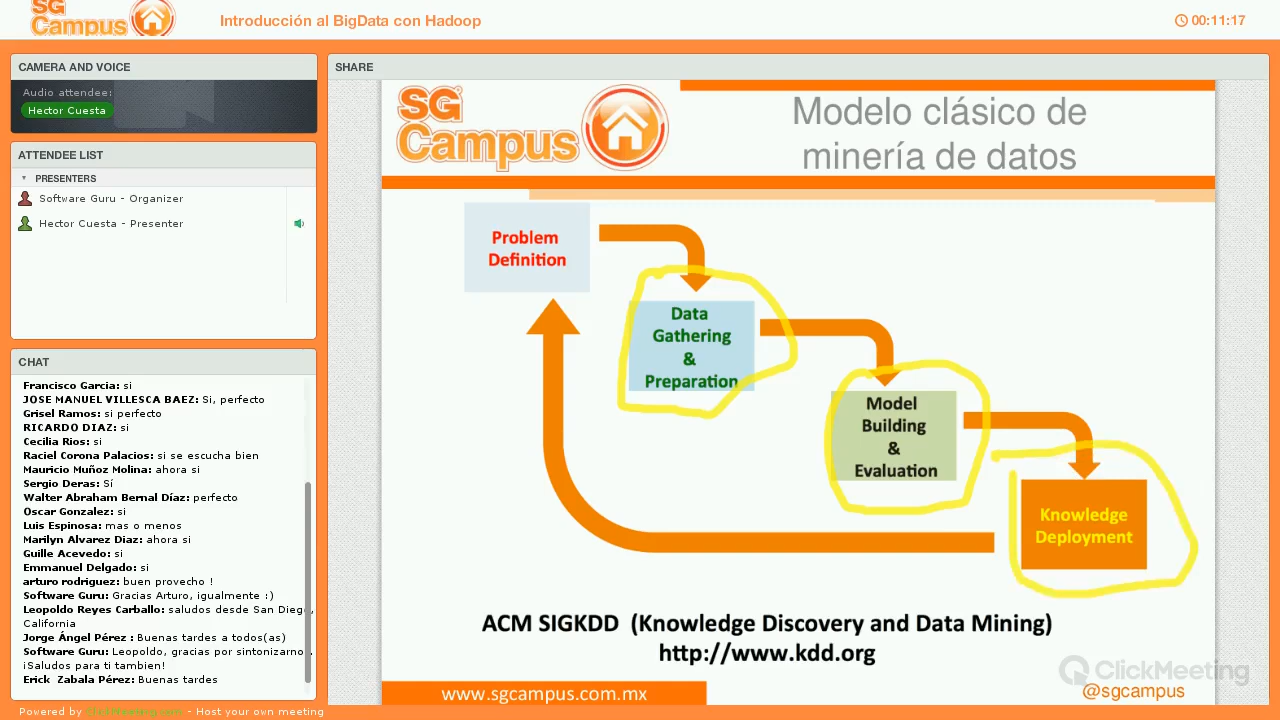 SG
Campus
Introducción al BigData con Hadoop
00:11:17
CAMERA AND VOICE
Audio attendee:
Hector Cuesta
ATTENDEE LIST
PRESENTERS
Software Guru - Organizer
Hector Cuesta - Presenter
CHAT
Francisco Garcia: si
JOSE MANUEL VILLESCA BAEZ: Si, perfecto
Grisel Ramos: si perfecto
RICARDO DIAZ: si
Cecilia Rios: si
Raciel Corona Palacios: si se escucha bien
Mauricio Muñoz Molina: ahora si
Sergio Deras: Sí
Walter Abraham Bernal Díaz: perfecto
Oscar Gonzalez: si
Luis Espinosa: mas o menos
Marilyn Alvarez Diaz: ahora si
Guille Acevedo: si
Emmanuel Delgado: si
arturo rodriguez: buen provecho !
Software Guru: Gracias Arturo, igualmente :)
Leopoldo Reyes Carballo: saludos desde San Diego,
California
Jorge Ángel Pérez : Buenas tardes a todos(as)
Software Guru: Leopoldo, gracias por sintonizarno
¡Saludos para ti tambien!
Erick Zabala Pérez: Buenas tardes
Powered by ClickMeeting.com - Host your own meeting
SHARE
SG
Campus
Modelo clásico de
minería de datos
Problem
Definition
Data
Gathering
&
Preparation
Model
Building
&
Evaluation
Knowledge
Deployment
ACM SIGKDD (Knowledge Discovery and Data Mining)
http://www.kdd.org
www.sgcampus.com.mx
ClickMeeting
@sgcampus